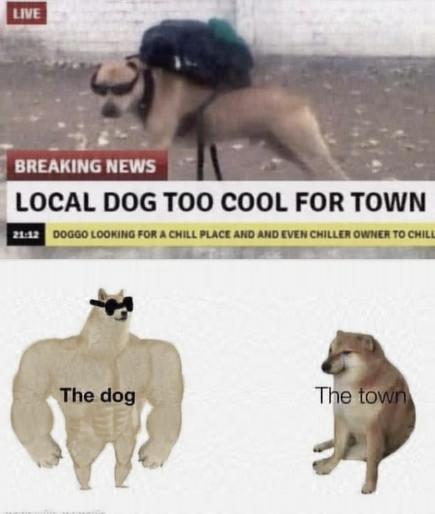 LIVE
BREAKING NEWS
LOCAL DOG TOO COOL FOR TOWN
21:12 DOGGO LOOKING FOR A CHILL PLACE AND AND EVEN CHILLER OWNER TO CHILL
The dog
The town